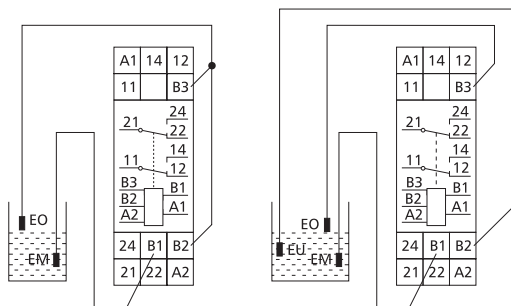 A1 14 12
11 B3
24
21 22
14
11 12
B3 B1
B2
A2 A1
EO
EM
24 B1 B2
21 22 A2
A1 14 12
11 B3
24
21 22
14
11 12
B3 B1
B2
A2 A1
EO
EU EM
24 B1 B2
21 22 A2